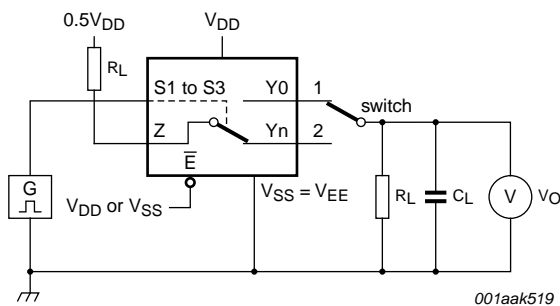 0.5VDD
VDD
RL
S1 to S3
Y0
1
switch
Z
Yn
2
E
G
VDD or VSS
VSS = VEE
RL
CL
V
VO
001aak519